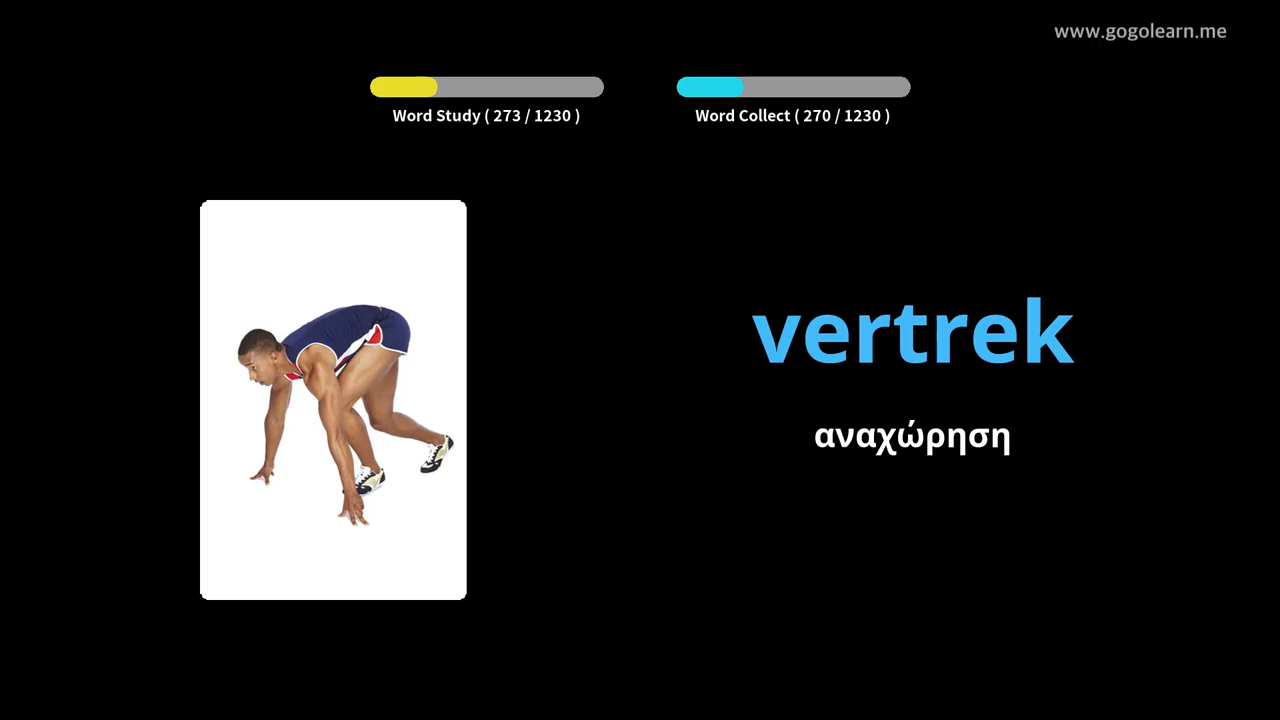 www.gogolearn.me
Word Study ( 273 / 1230 )
Word Collect ( 270 / 1230 )
vertrek
αναχώρηση